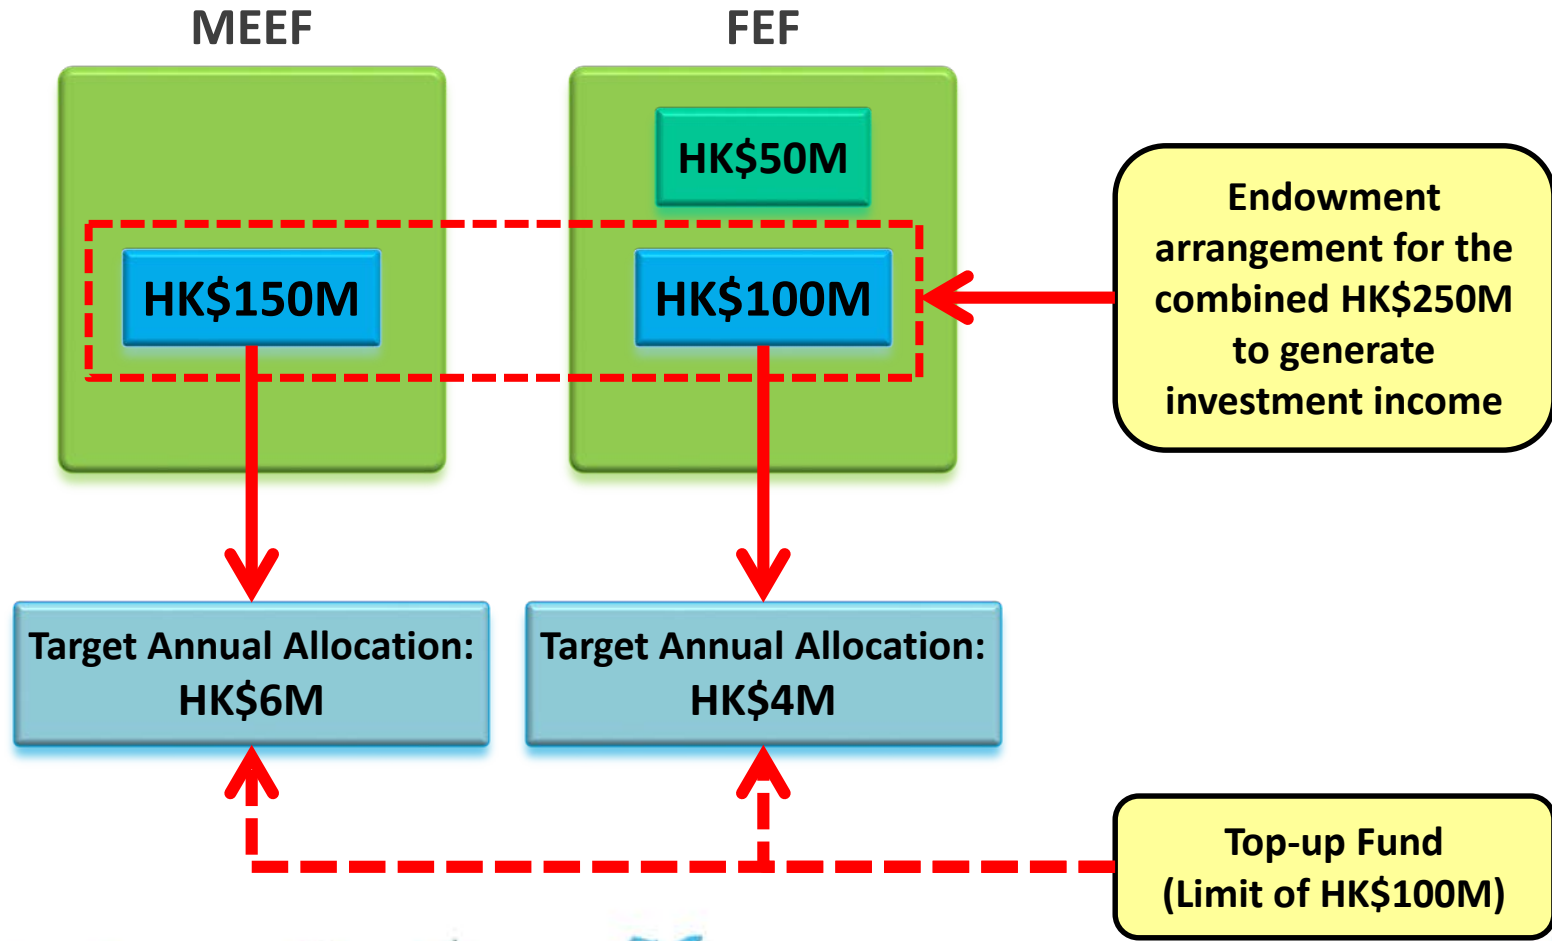 MEEF
FEF
HK$50M
HK$150M
HK$100M
Endowment
arrangement for the
combined HK$250M
to generate
investment income
Target Annual Allocation:
HK$6M
Target Annual Allocation:
HK$4M
Top-up Fund
(Limit of HK$100M)